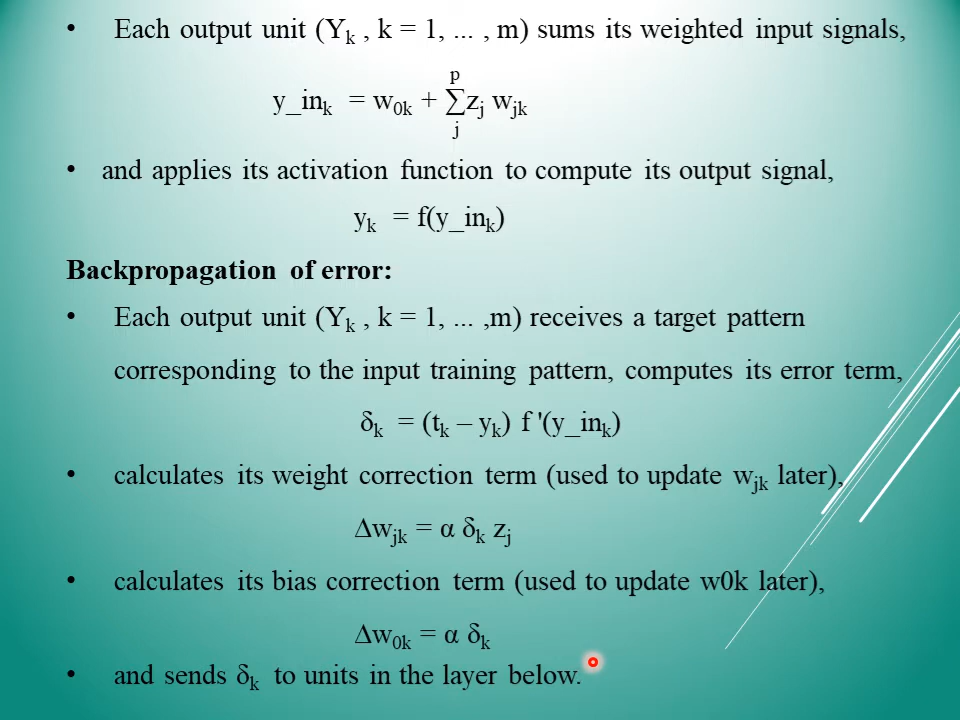 • Each output unit (Yk , k = 1, ... , m) sums its weighted input signals,
p
y_ink = w0k + ∑zj wjk
j
• and applies its activation function to compute its output signal,
yk = f(y_ink)
Backpropagation of error:
• Each output unit (Yk , k = 1, ... ,m) receives a target pattern
corresponding to the input training pattern, computes its error term,
δk = (tk – yk) f '(y_ink)
• calculates its weight correction term (used to update wjk later),
∆wjk = α δk zj
• calculates its bias correction term (used to update w0k later),
∆w0k = α δk
• and sends δk to units in the layer below.